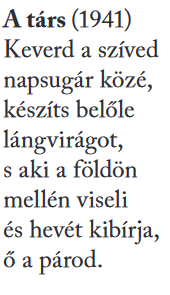 A társ (1941)
Keverd a szíved
napsugár közé,
készíts belőle
lángvirágot,
s aki a földön
mellén viseli
és hevét kibírja,
ő a párod.